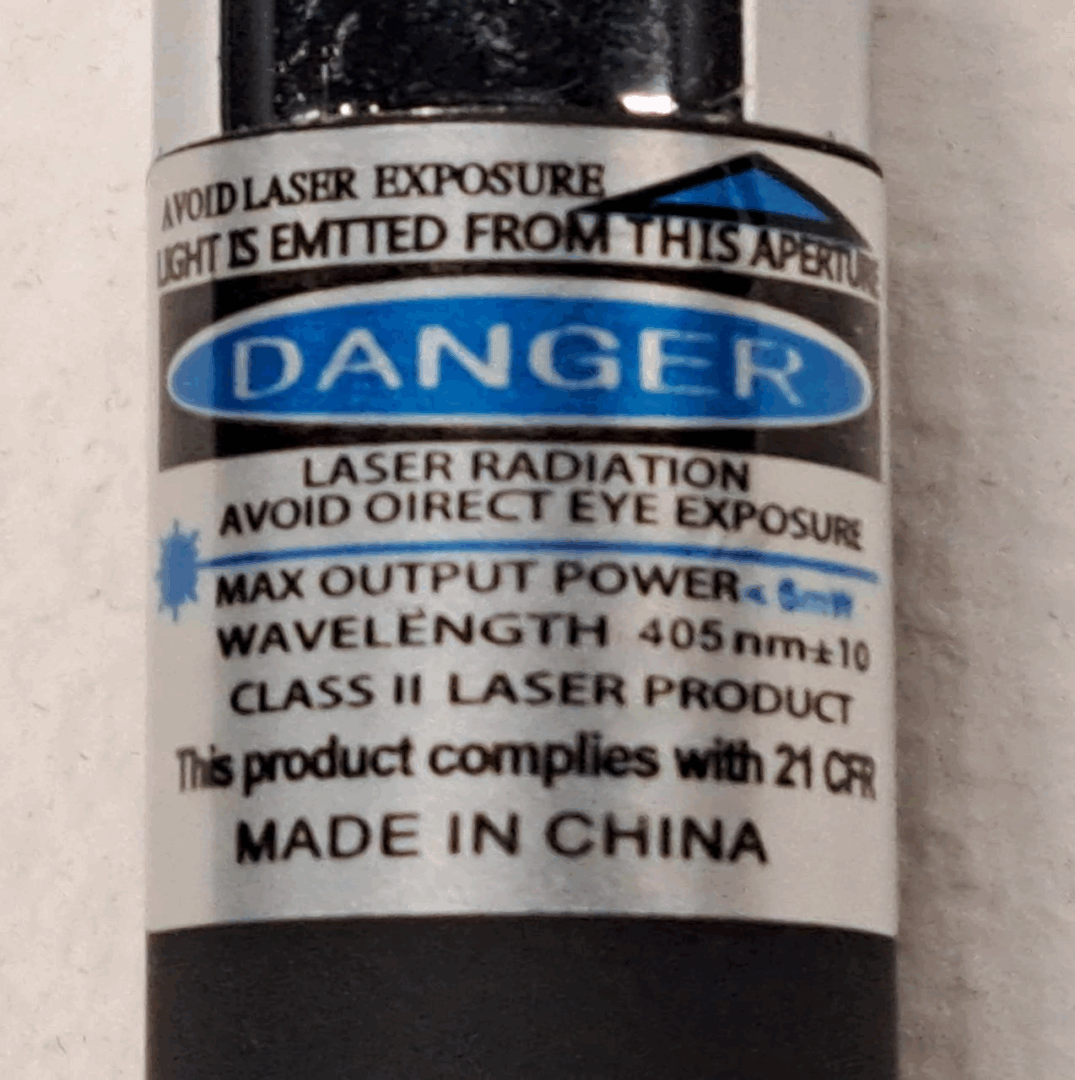 AVOID LASER EXPOSURE
LIGHT IS EMTTED FROM THIS APERTURE
DANGER
LASER RADIATION
AVOID OIRECT EYE EXPOSURE
MAX OUTPUT POWER <
WAVELENGTH 405nm±10
CLASS II LASER PRODUCT
This product complies with 21 CFR
MADE IN CHINA